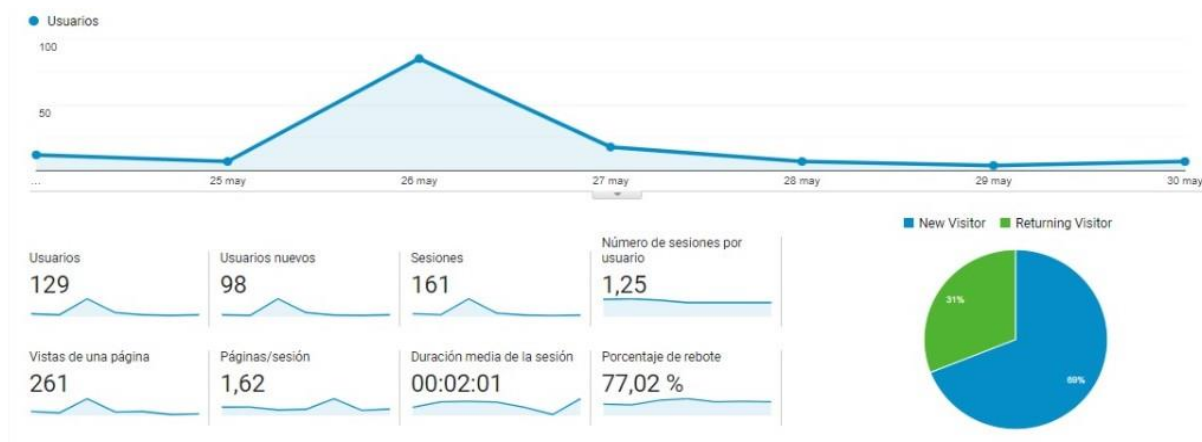 Usuarios
100
50
...
25 may
26 may
27 may
28 may
29 may
30 may
New Visitor
Returning Visitor
Usuarios
129
Usuarios nuevos
98
Sesiones
161
Número de sesiones por
usuario
1,25
Vistas de una página
261
Páginas/sesión
1,62
Duración media de la sesión
00:02:01
Porcentaje de rebote
77,02 %
31%
69%